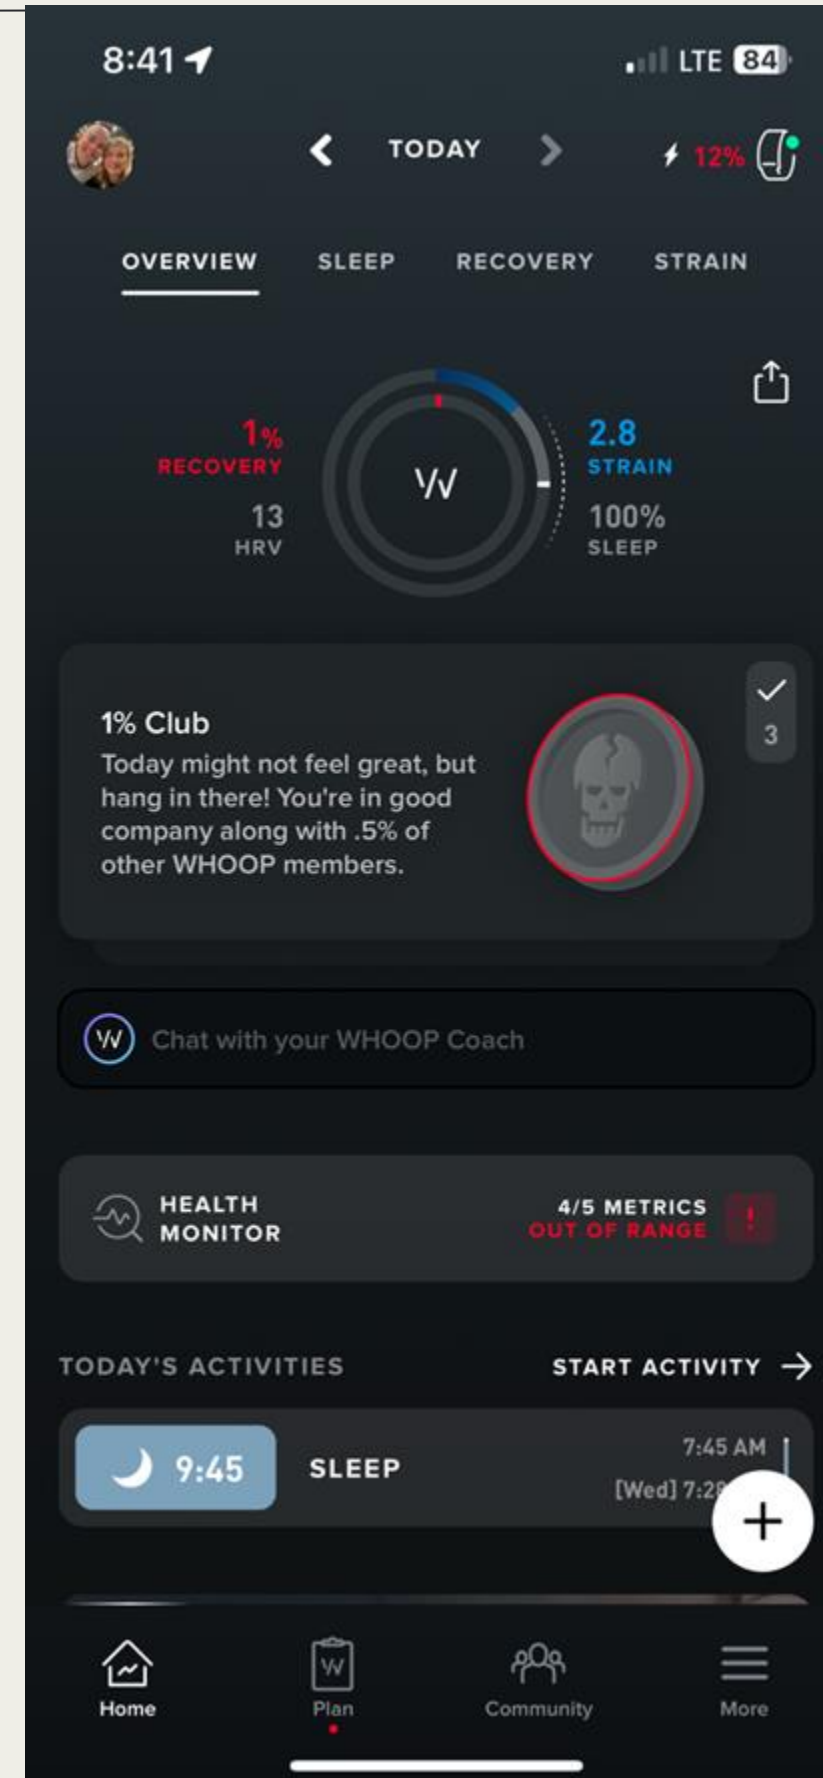 8:41
LTE 84
TODAY
12%
OVERVIEW SLEEP RECOVERY STRAIN
1%
RECOVERY
13
HRV
2.8
STRAIN
100%
SLEEP
1% Club
Today might not feel great, but
hang in there! You're in good
company along with .5% of
other WHOOP members.
3
Chat with your WHOOP Coach
HEALTH
MONITOR
4/5 METRICS
OUT OF RANGE
!
TODAY'S ACTIVITIES
START ACTIVITY
9:45 SLEEP
7:45 AM
[Wed]
Home Plan Community More